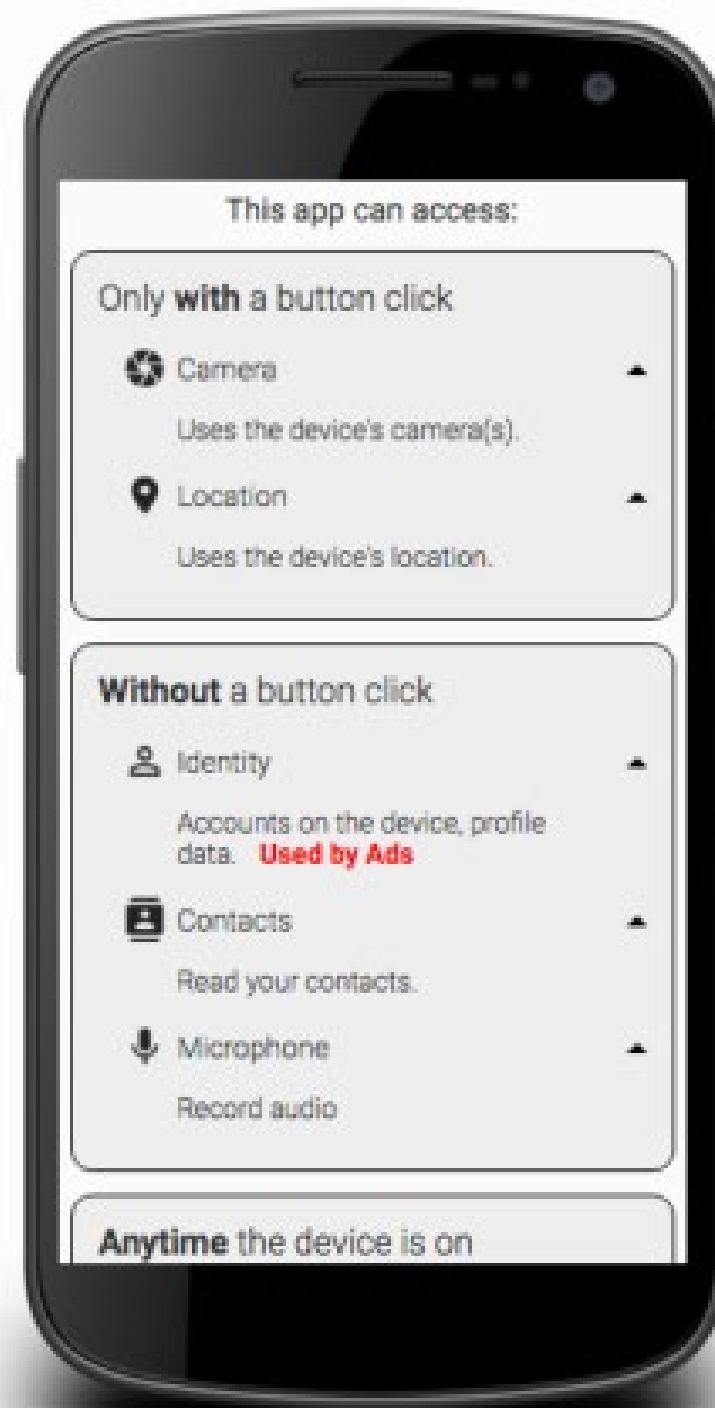 This app can access:
Only with a button click
Camera
Uses the device's camera(s).
Location
Uses the device's location.
Without a button click
Identity
Accounts on the device, profile
data. Used by Ads
Contacts
Read your contacts.
Microphone
Record audio
Anytime the device is on